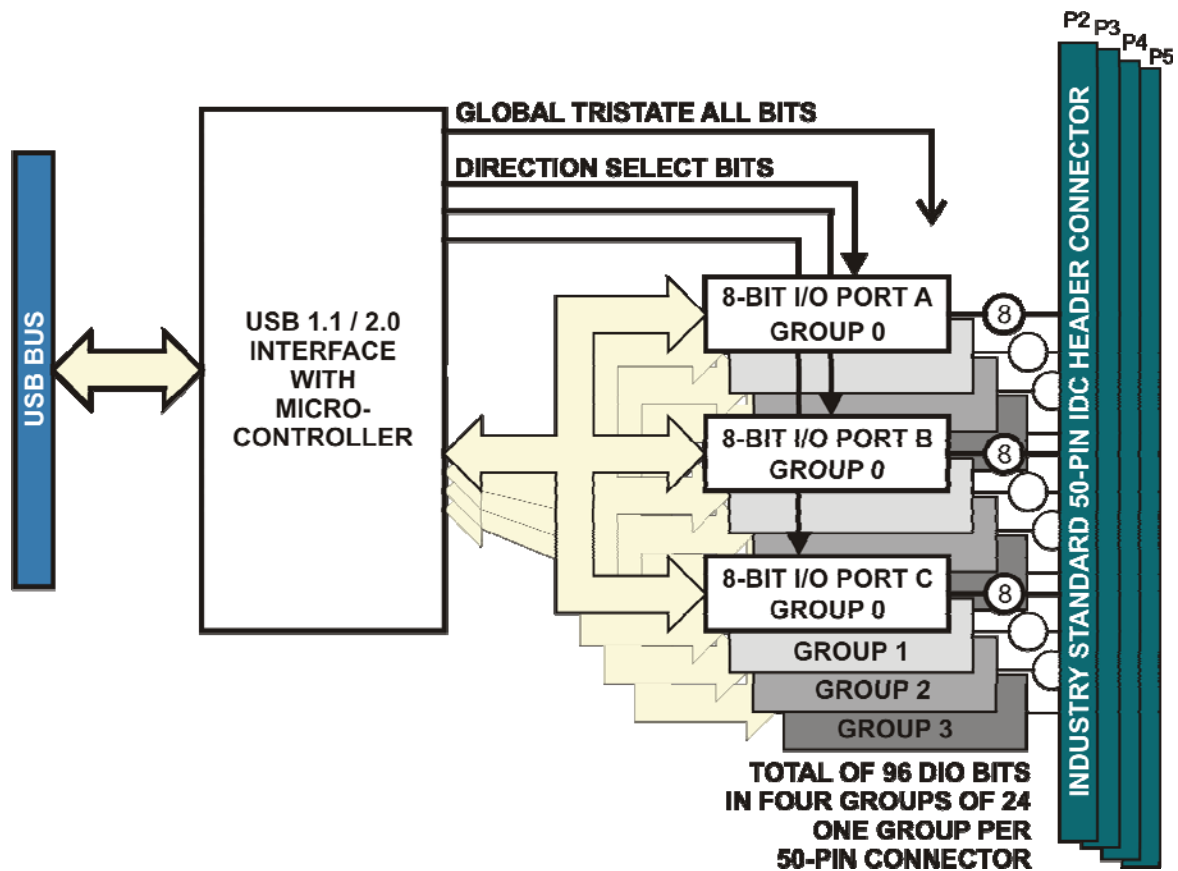 P2
P3
P4
P5
GLOBAL TRISTATE ALL BITS
DIRECTION SELECT BITS
USB BUS
USB 1.1 / 2.0
INTERFACE
WITH
MICRO-
CONTROLLER
8-BIT I/O PORT A
GROUP 0
8
8-BIT I/O PORT B
GROUP 0
8
8-BIT I/O PORT C
GROUP 0
8
GROUP 1
GROUP 2
GROUP 3
INDUSTRY STANDARD 50-PIN IDC HEADER CONNECTOR
TOTAL OF 96 DIO BITS
IN FOUR GROUPS OF 24
ONE GROUP PER
50-PIN CONNECTOR